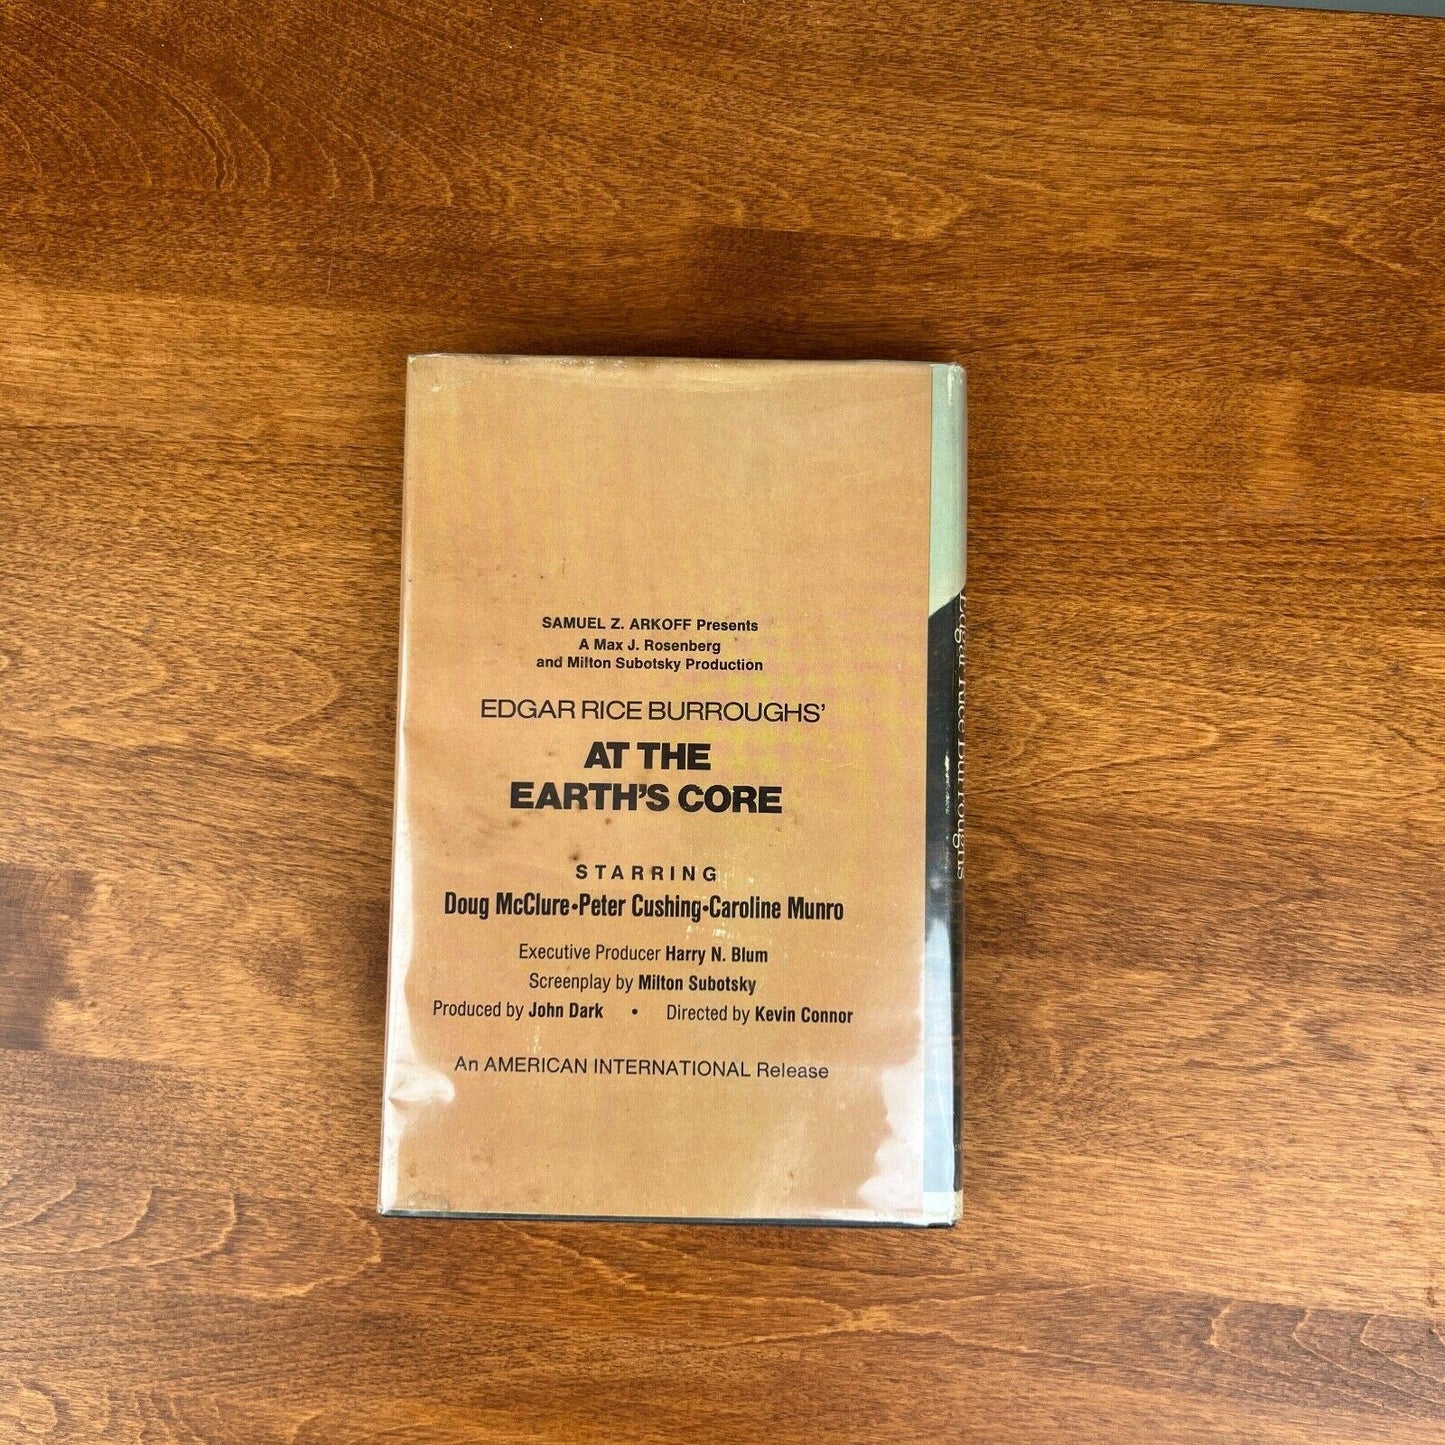 SAMUEL Z. ARKOFF Presents
A Max J. Rosenberg
and Milton Subotsky Production
EDGAR RICE BURROUGHS'
AT THE
EARTH'S CORE
STARRING
Doug McClure•Peter Cushing•Caroline Munro
Executive Producer Harry N. Blum
Screenplay by Milton Subotsky
Produced by John Dark • Directed by Kevin Connor
An AMERICAN INTERNATIONAL Release
Edgar Rice Burroughs